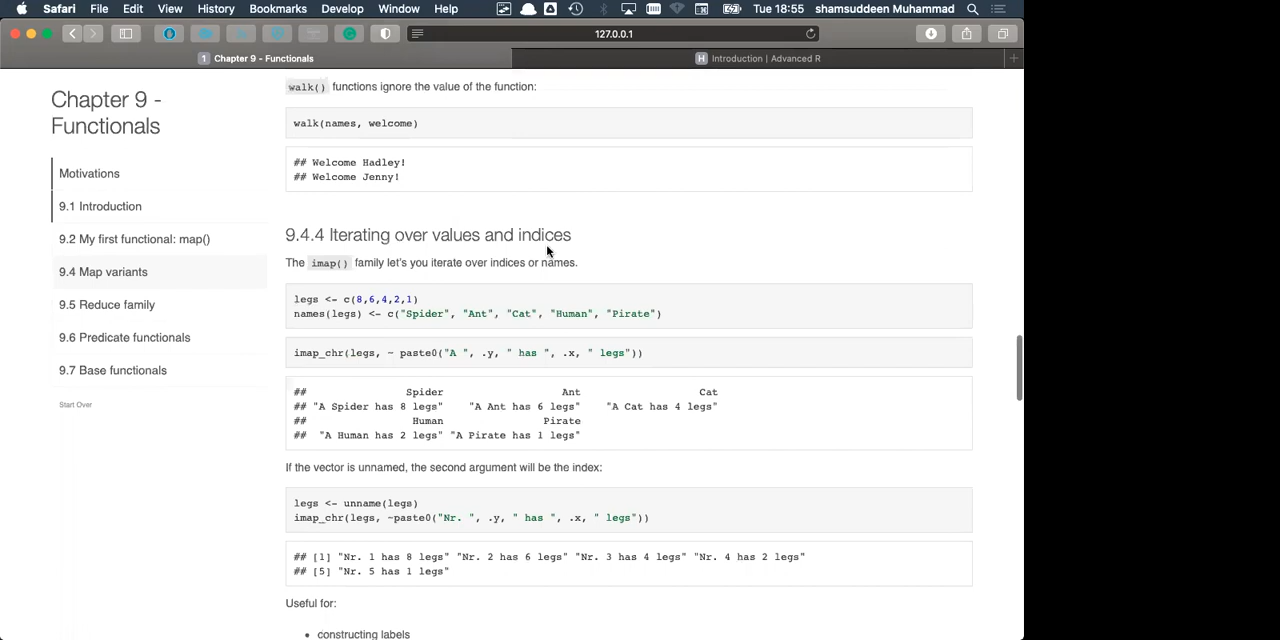 Safari File Edit View History Bookmarks Develop Window Help Tue 18:55 shamsuddeen Muhammad
127.0.0.1
1 Chapter 9 - Functionals
H Introduction | Advanced R
Chapter 9 -
Functionals
Motivations
9.1 Introduction
9.2 My first functional: map()
9.4 Map variants
9.5 Reduce family
9.6 Predicate functionals
9.7 Base functionals
Start Over
walk() functions ignore the value of the function:
walk(names, welcome)
## Welcome Hadley!
## Welcome Jenny!
9.4.4 Iterating over values and indices
The imap() family let's you iterate over indices or names.
legs <- c(8,6,4,2,1)
names(legs) <- c("Spider", "Ant", "Cat", "Human", "Pirate")
imap_chr(legs, ~ paste0("A ", .y, " has ", .x, " legs"))
## Spider Ant Cat
## "A Spider has 8 legs" "A Ant has 6 legs" "A Cat has 4 legs"
## Human Pirate
## "A Human has 2 legs" "A Pirate has 1 legs"
If the vector is unnamed, the second argument will be the index:
legs <- unname(legs)
imap_chr(legs, ~paste0("Nr. ", .y, " has ", .x, " legs"))
## [1] "Nr. 1 has 8 legs" "Nr. 2 has 6 legs" "Nr. 3 has 4 legs" "Nr. 4 has 2 legs"
## [5] "Nr. 5 has 1 legs"
Useful for:
• constructing labels